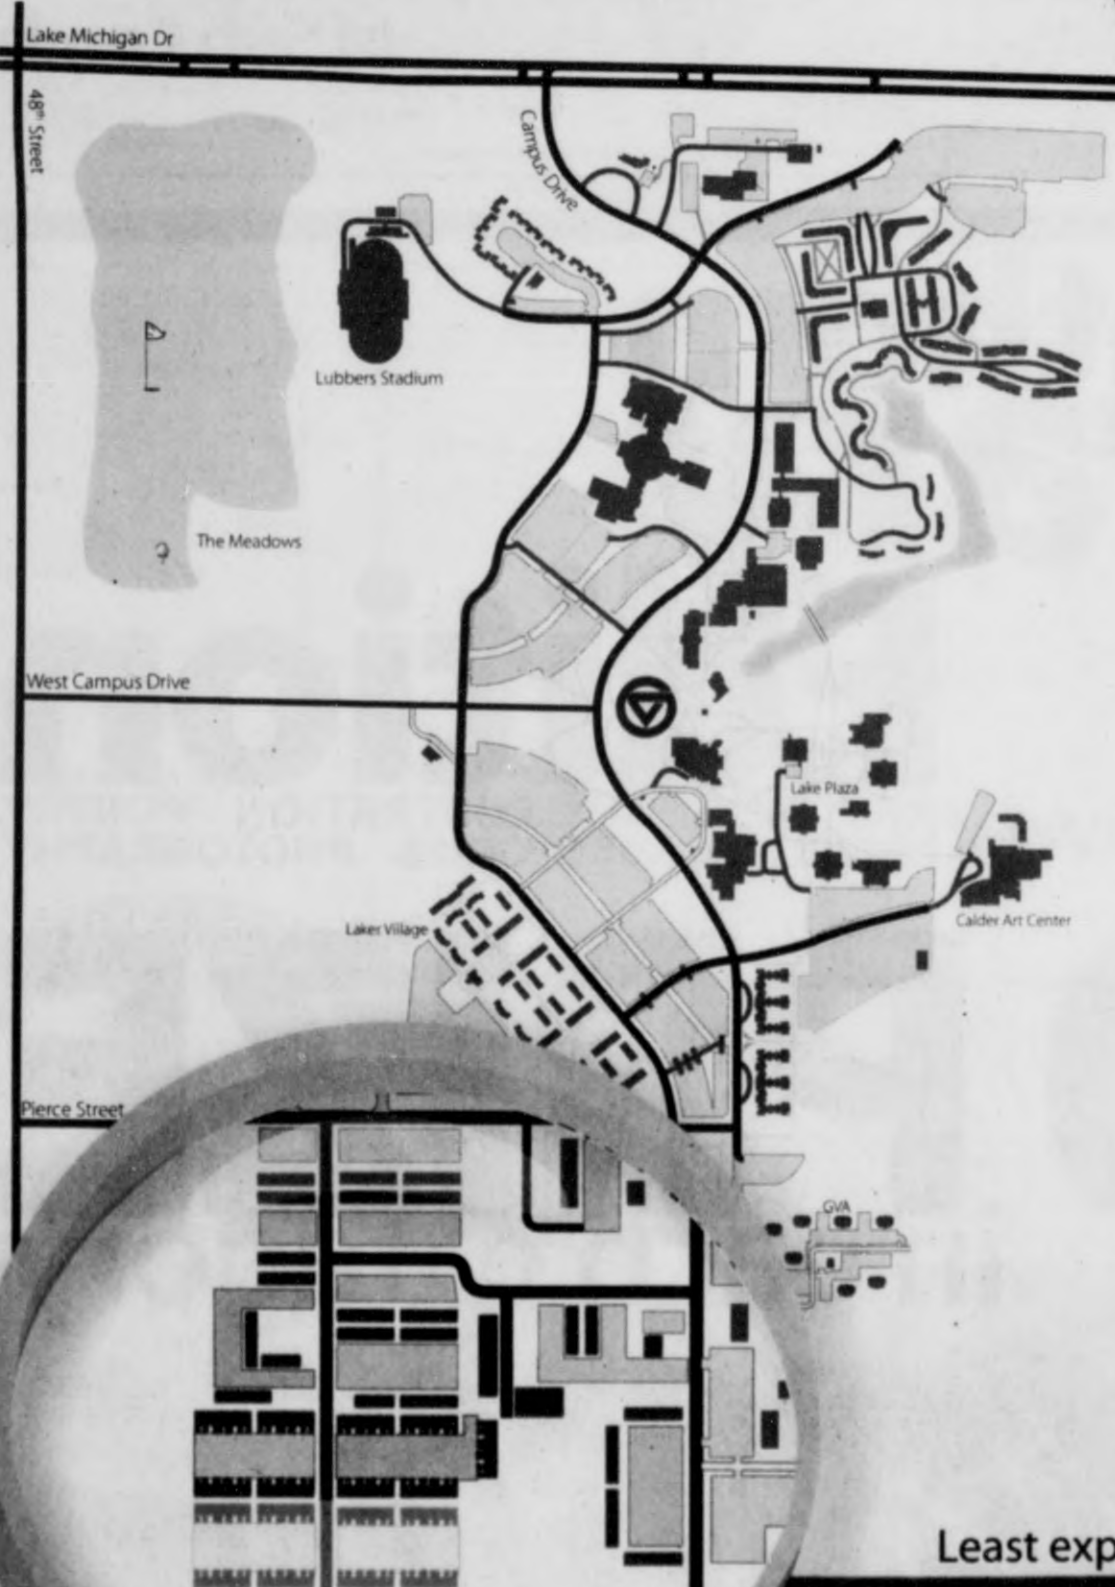 Lake Michigan Dr
48th Street
Campus Drive
Lubbers Stadium
The Meadows
West Campus Drive
Lake Plaza
Laker Village
Calder Art Center
Pierce Street
GVA
Least exp